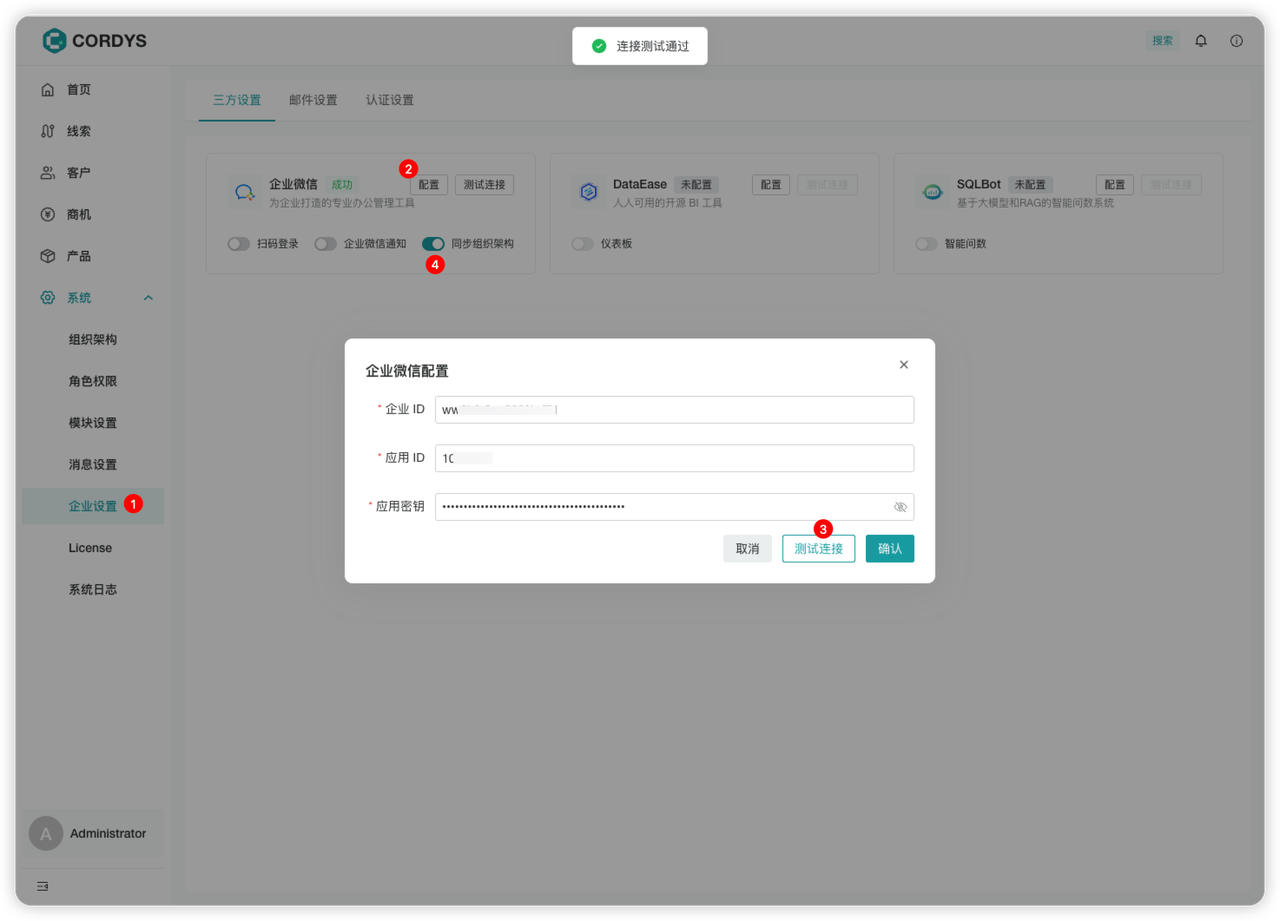 CORDYS
连接测试通过
搜索
首页
线索
客户
商机
产品
系统
组织架构
角色权限
模块设置
消息设置
企业设置 1
License
系统日志
A Administrator
三方设置 邮件设置 认证设置
企业微信 成功 2 配置 测试连接
为企业打造的专业办公管理工具
扫码登录 企业微信通知 同步组织架构
4
DataEase 未配置 配置 测试连接
人人可用的开源 BI 工具
仪表板
SQLBot 未配置 配置 测试连接
基于大模型和RAG的智能问数系统
智能问数
企业微信配置
* 企业 ID ww
* 应用 ID 10
* 应用密钥
3
取消 测试连接 确认